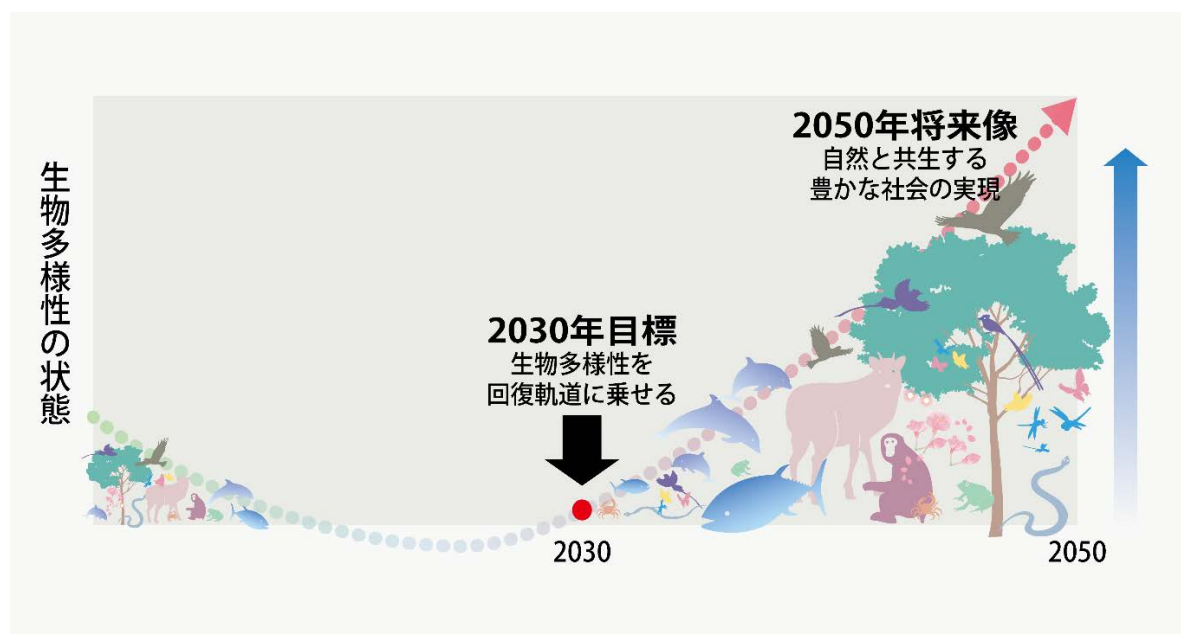 生物多様性の状態
2050年将来像
自然と共生する
豊かな社会の実現
2030年目標
生物多様性を
回復軌道に乗せる
2030
2050